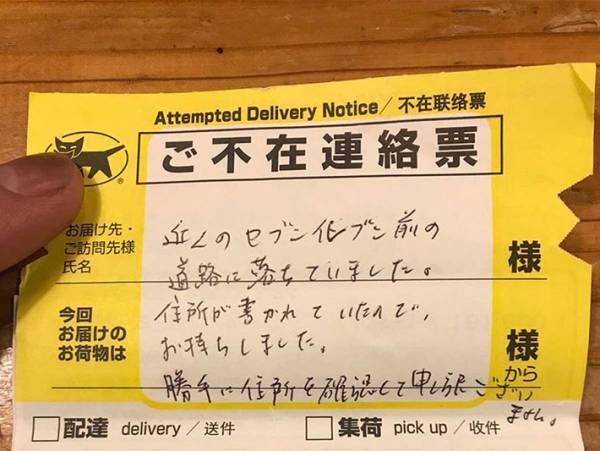 Attempted Delivery Notice／不在联络票
ご不在連絡票
お届け先・
ご訪問先様
氏名
近くのセブンイレブン前の
道路に落ちていました。
様
今回
お届けの
お荷物は
住所が書かれていたので、
お持ちしました。
様から
勝手に住所を確認して申し訳ございません。
配達 delivery／送件
集荷 pick up／收件